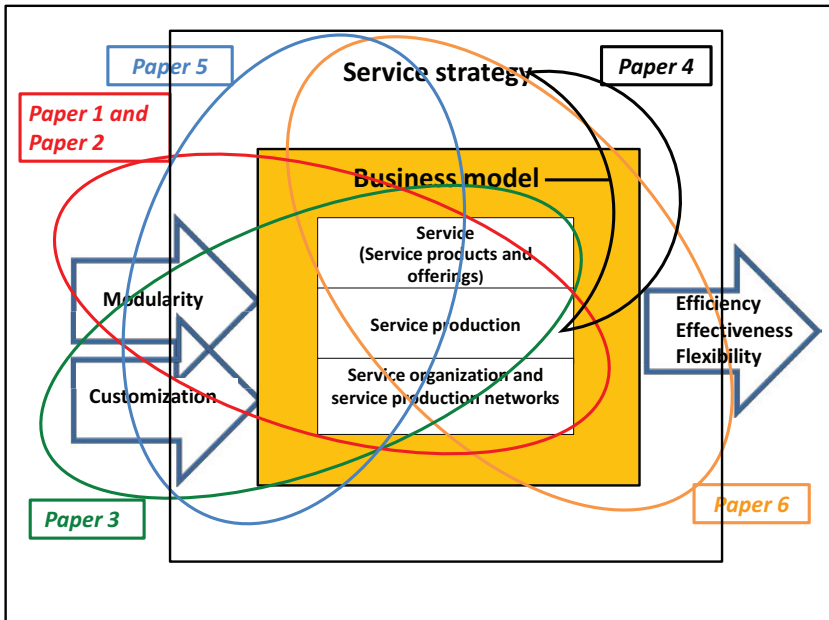 Paper 5
Service strategy
Paper 4
Paper 1 and
Paper 2
Business model
Service
(Service products and
offerings)
Modularity
Service production
Efficiency
Effectiveness
Flexibility
Customization
Service organization and
service production networks
Paper 3
Paper 6